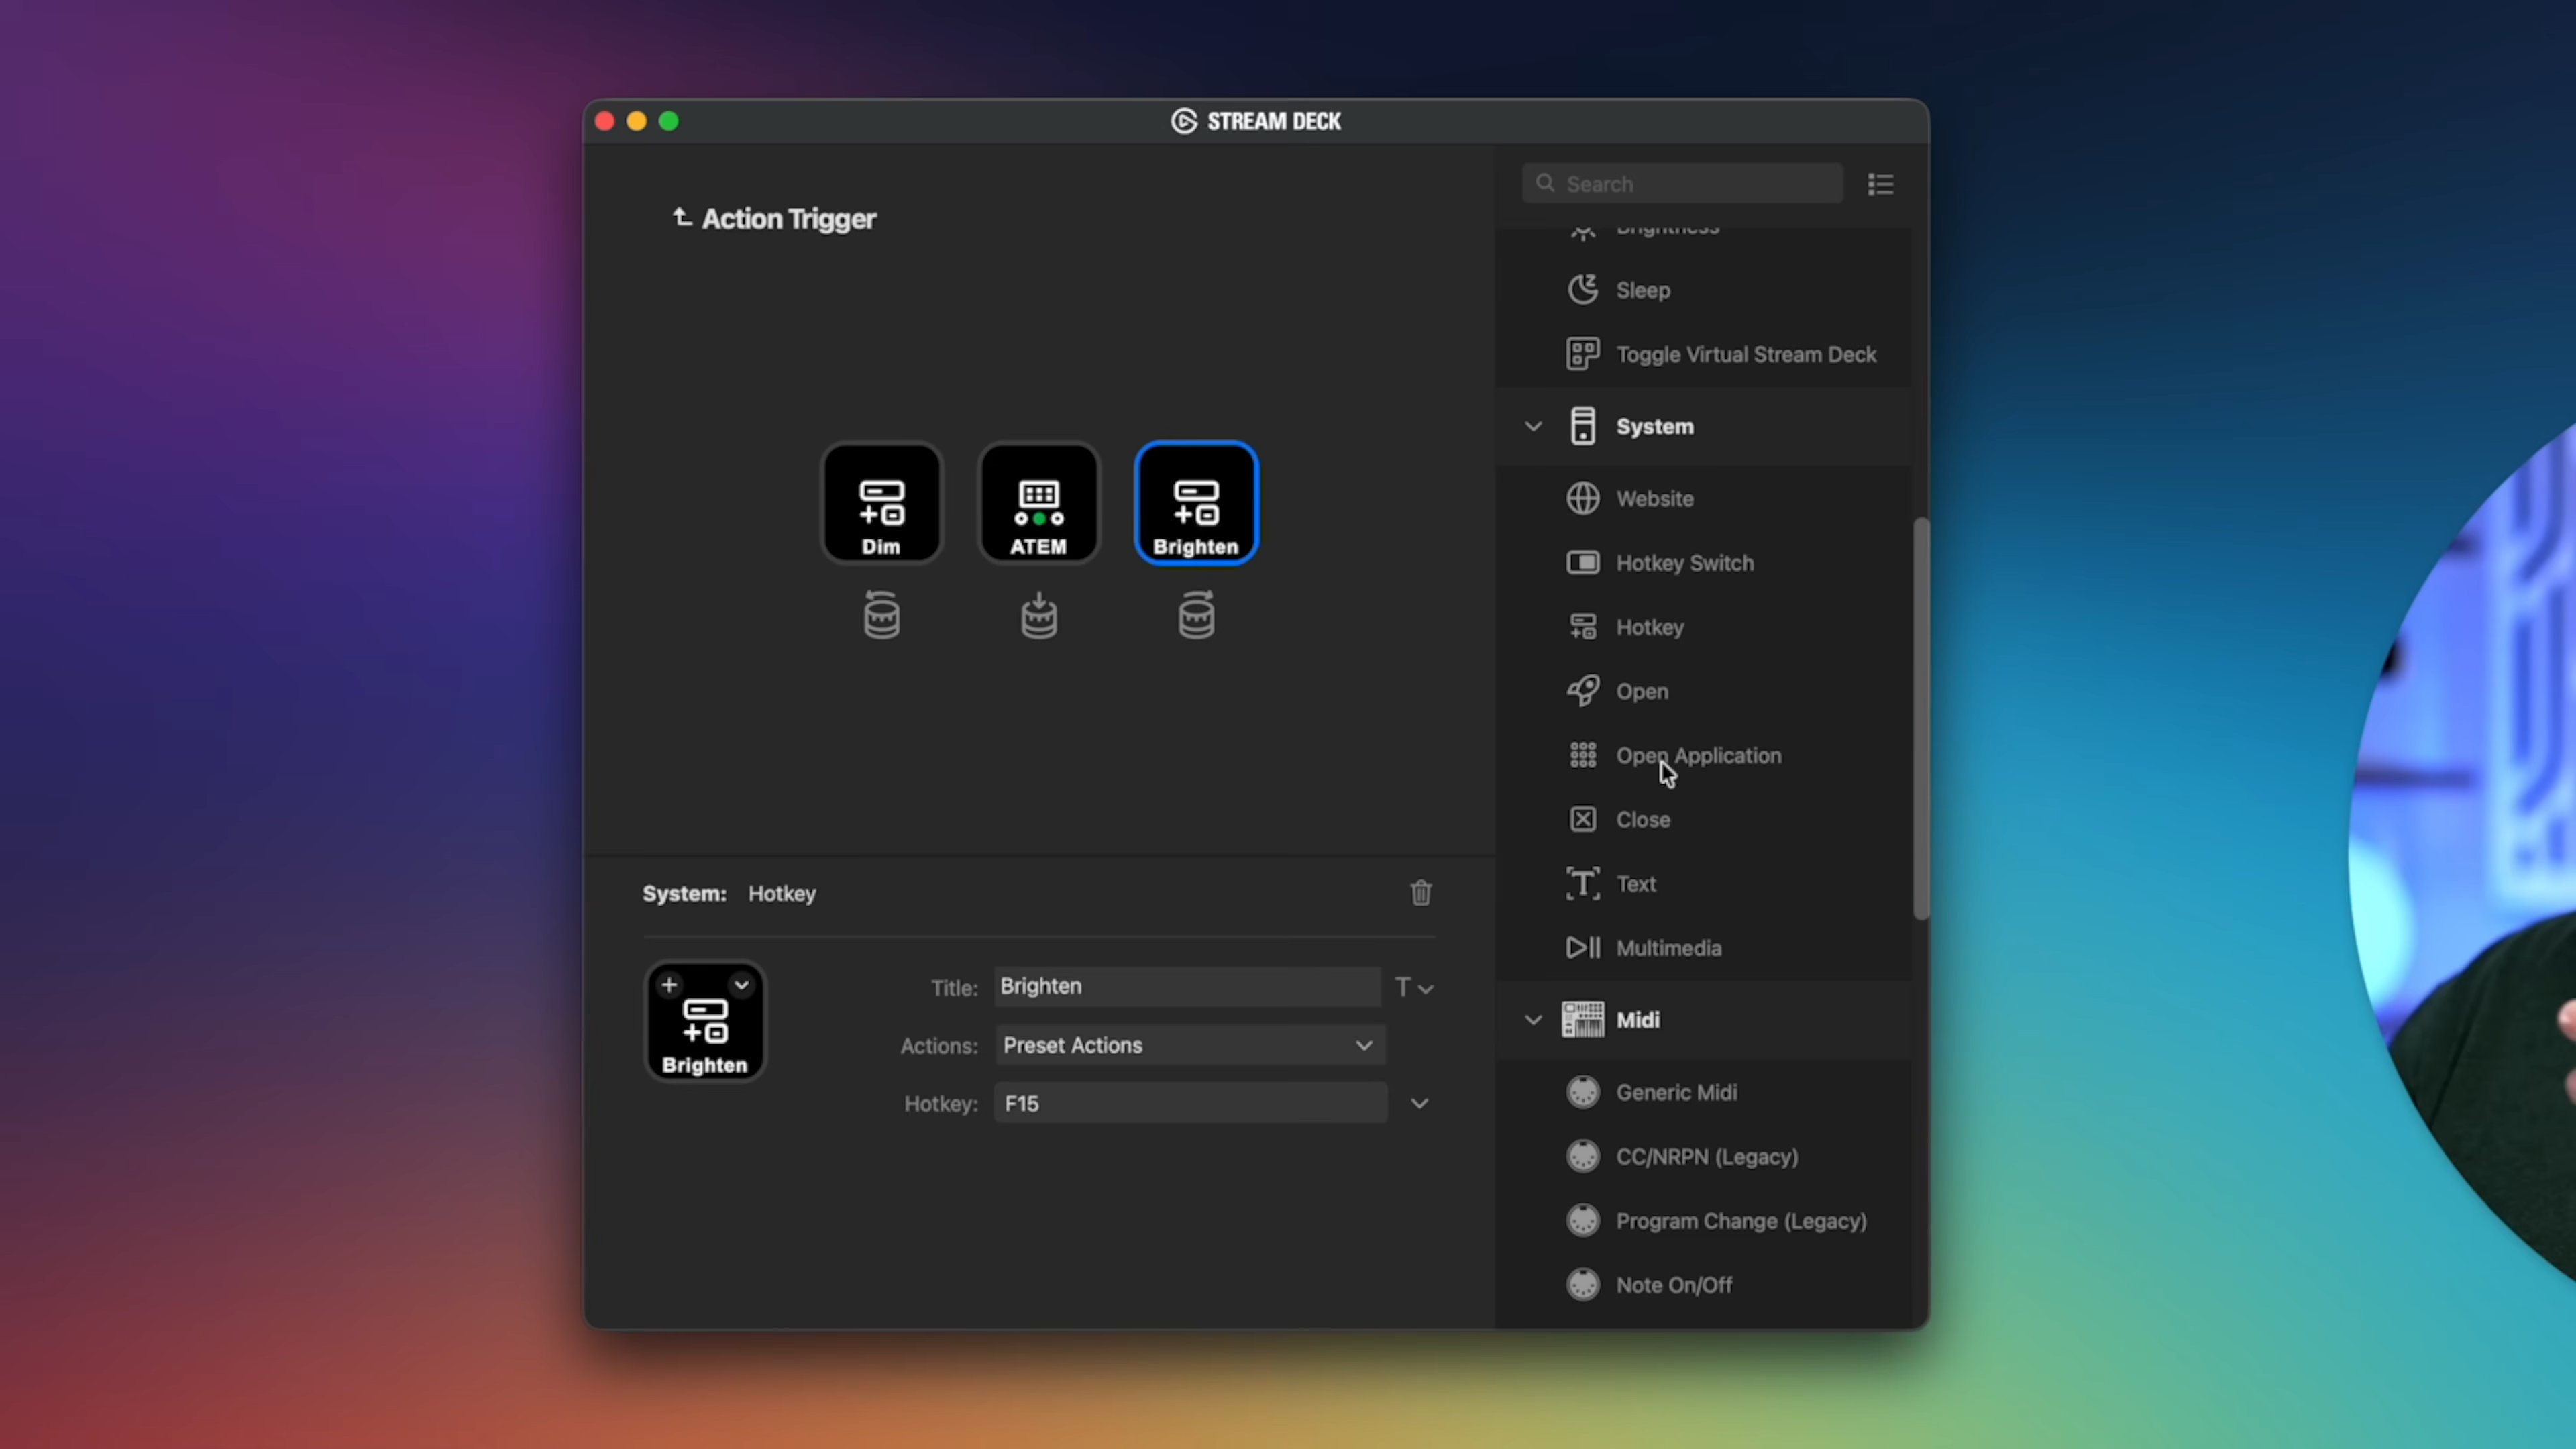 STREAM DECK
Action Trigger
Dim
ATEM
Brighten
System: Hotkey
Brighten
Title: Brighten
T
Actions: Preset Actions
Hotkey: F15
Search
Brightness
Sleep
Toggle Virtual Stream Deck
System
Website
Hotkey Switch
Hotkey
Open
Open Application
Close
Text
Multimedia
Midi
Generic Midi
CC/NRPN (Legacy)
Program Change (Legacy)
Note On/Off